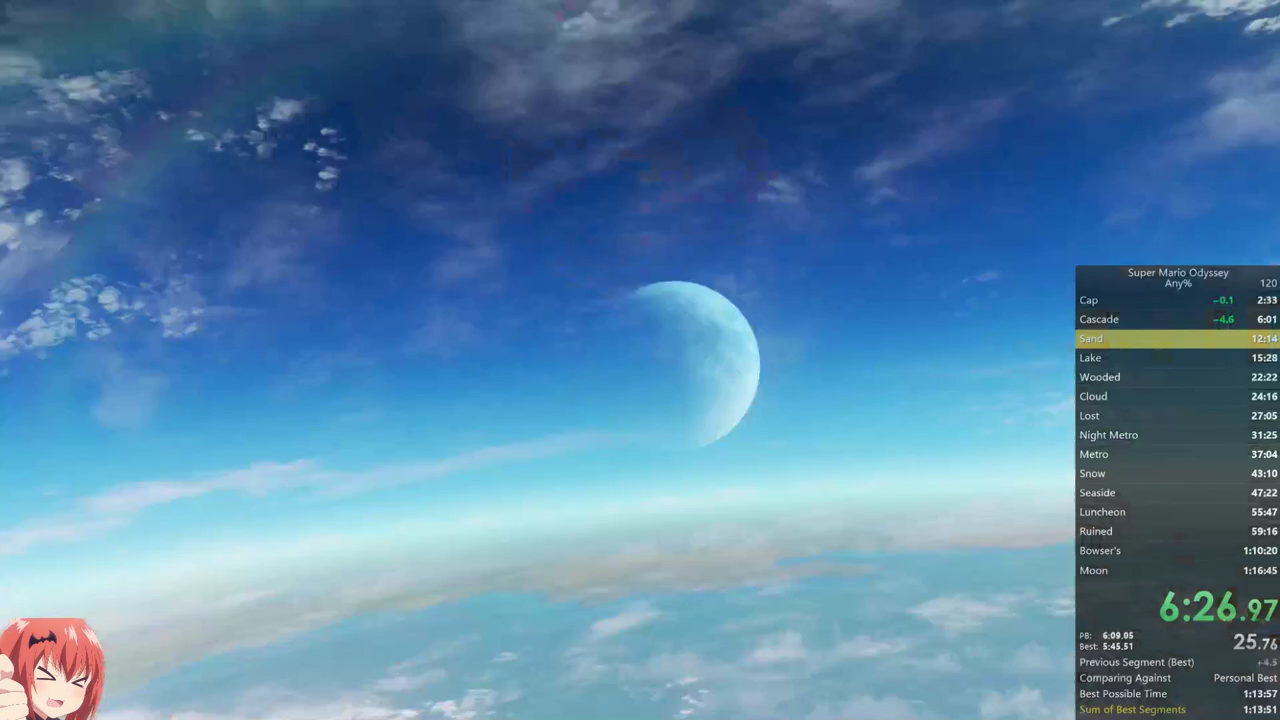 Super Mario Odyssey
Any% 120
Cap −0.1 2:33
Cascade −4.6 6:01
Sand 12:14
Lake 15:28
Wooded 22:22
Cloud 24:16
Lost 27:05
Night Metro 31:25
Metro 37:04
Snow 43:10
Seaside 47:22
Luncheon 55:47
Ruined 59:16
Bowser's 1:10:20
Moon 1:16:45
6:26.97
PB: 6:09.05
Best: 5:45.51
25.76
Previous Segment (Best) +4.5
Comparing Against Personal Best
Best Possible Time 1:13:57
Sum of Best Segments 1:13:51